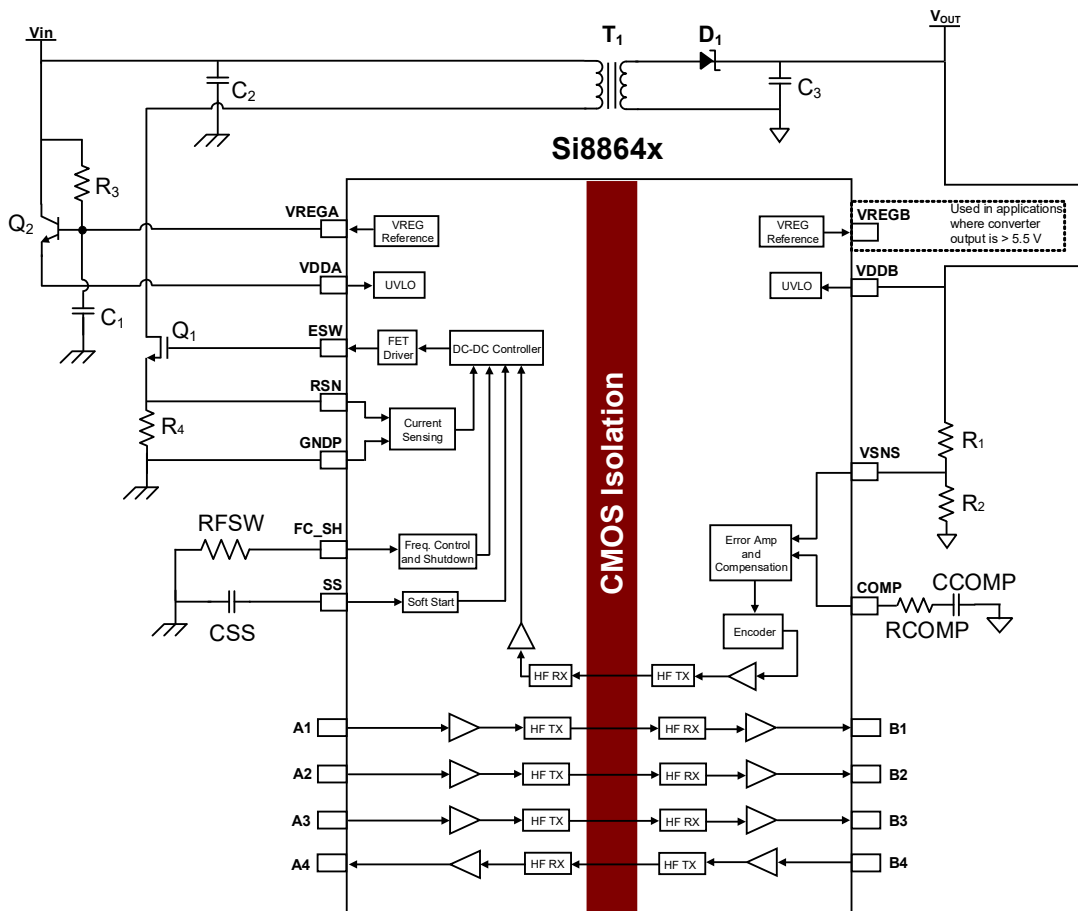 Vin
T1
D1
VOUT
C2
C3
Si8864x
R3
Q2
C1
VREGA
VREG
Reference
VREG
Reference
VREGB
Used in applications
where converter
output is > 5.5 V
VDDA
UVLO
UVLO
VDDB
Q1
ESW
FET
Driver
DC-DC Controller
RSN
R4
GNDP
Current
Sensing
CMOS Isolation
R1
VSNS
R2
RFSW
FC_SH
Freq. Control
and Shutdown
Error Amp
and
Compensation
CSS
SS
Soft Start
Encoder
COMP
RCOMP
CCOMP
HF RX
HF TX
A1
HF TX
HF RX
B1
A2
HF TX
HF RX
B2
A3
HF TX
HF RX
B3
A4
HF RX
HF TX
B4